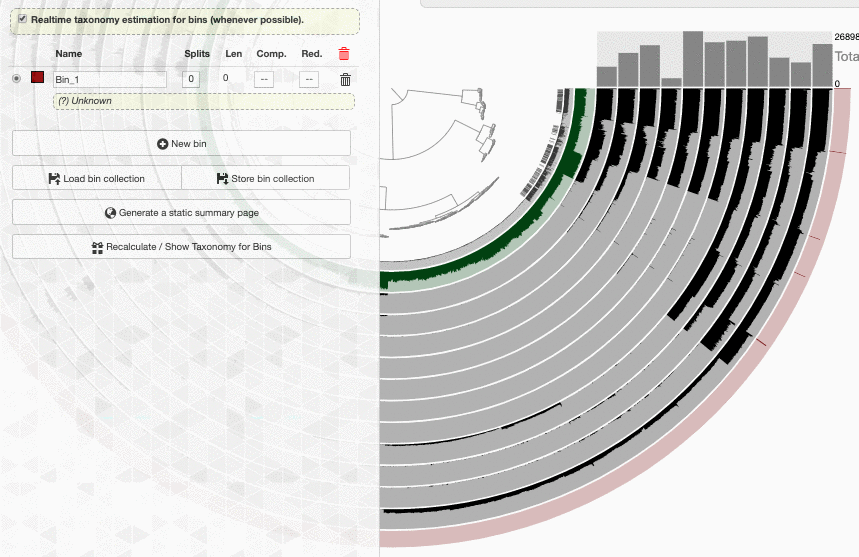 Realtime taxonomy estimation for bins (whenever possible).
Name Splits Len Comp. Red.
Bin_1 0 0 -- --
(?) Unknown
New bin
Load bin collection Store bin collection
Generate a static summary page
Recalculate / Show Taxonomy for Bins
26898
Tota
0